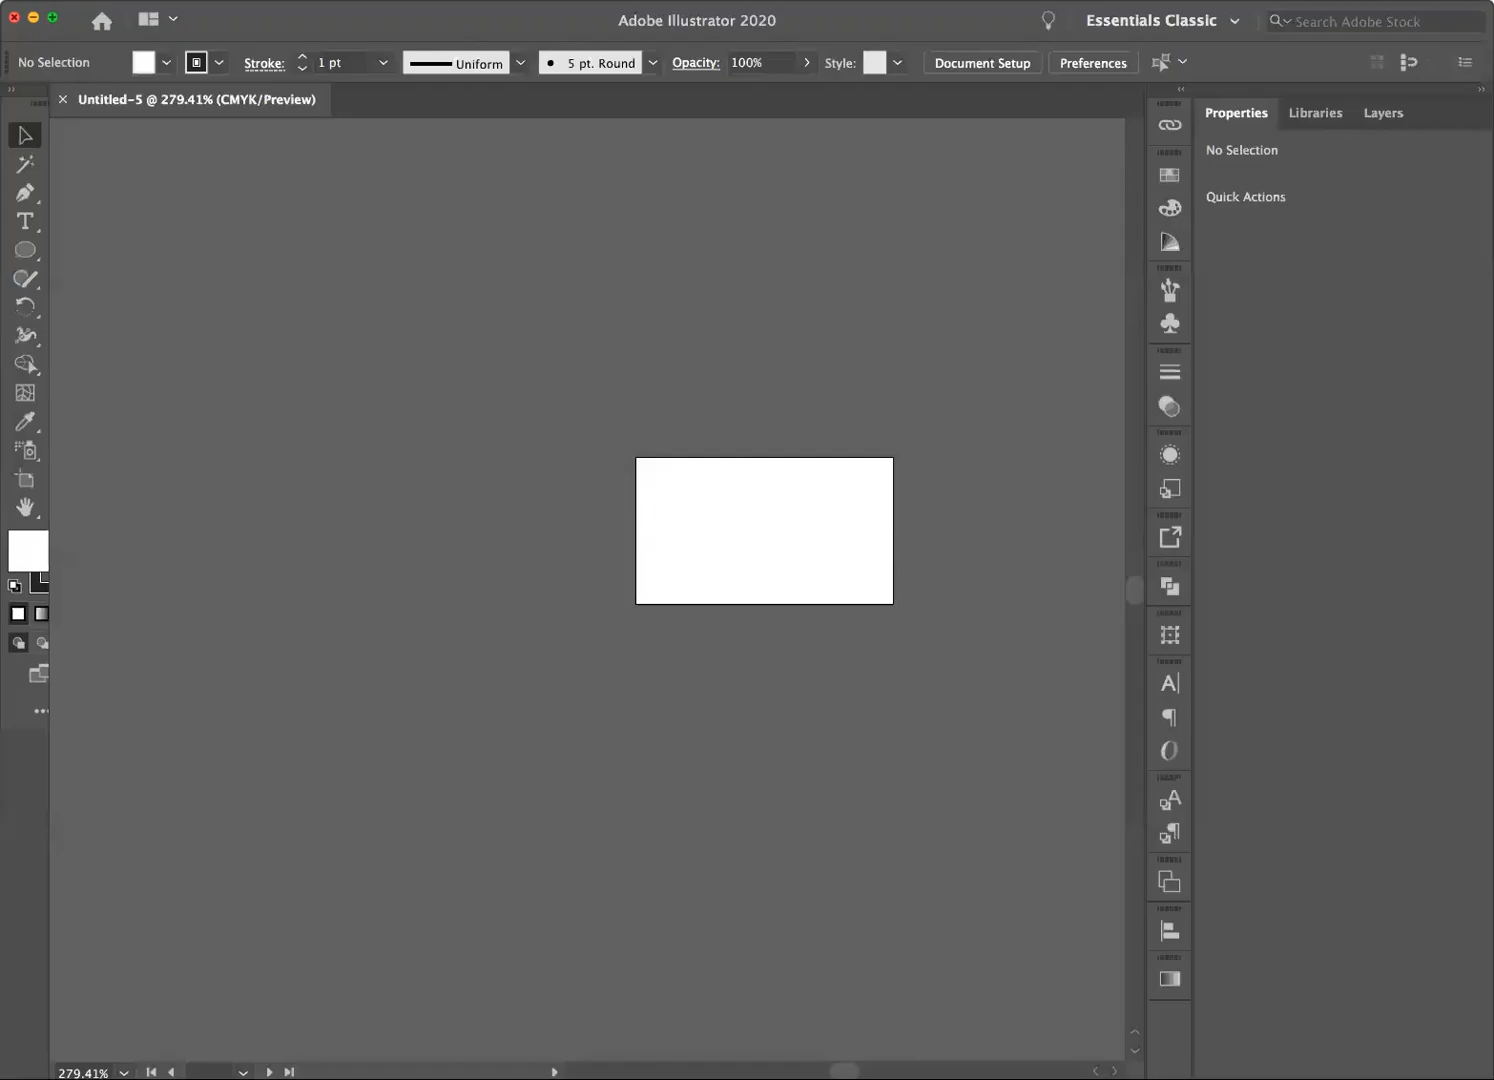 Adobe Illustrator 2020
Essentials Classic
Search Adobe Stock
No Selection
Stroke:
1 pt
Uniform
5 pt. Round
Opacity:
100%
Style:
Document Setup
Preferences
Untitled-5 @ 279.41% (CMYK/Preview)
Properties
Libraries
Layers
No Selection
Quick Actions
279.41%